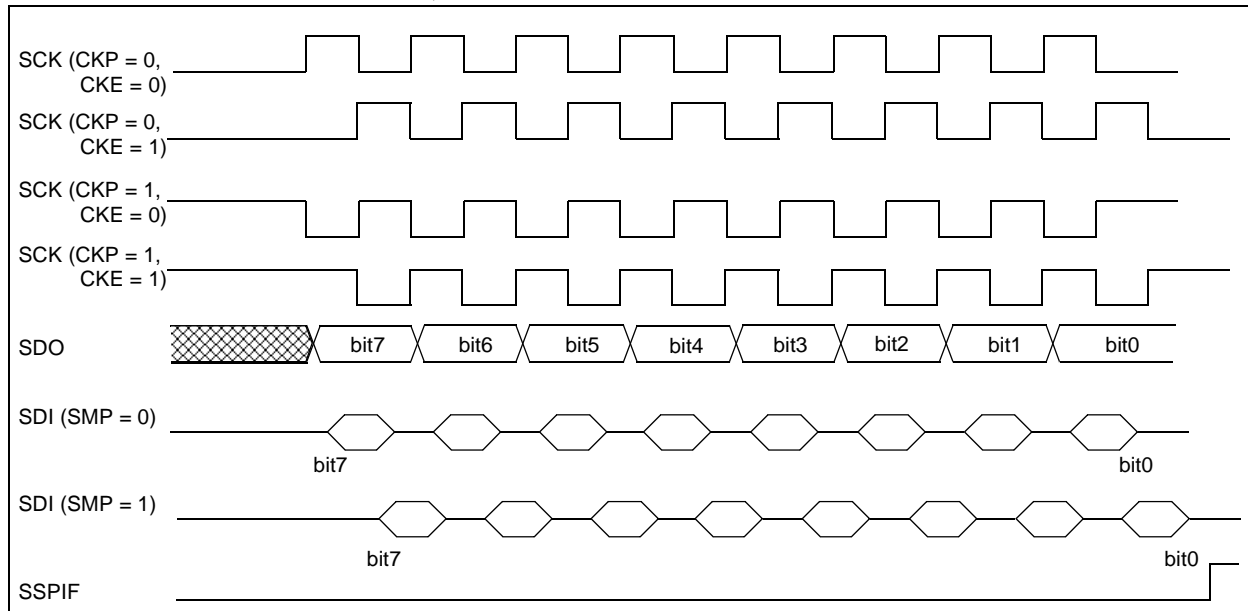 SCK (CKP = 0,
CKE = 0)
SCK (CKP = 0,
CKE = 1)
SCK (CKP = 1,
CKE = 0)
SCK (CKP = 1,
CKE = 1)
SDO bit7 bit6 bit5 bit4 bit3 bit2 bit1 bit0
SDI (SMP = 0)
bit7 bit0
SDI (SMP = 1)
bit7 bit0
SSPIF